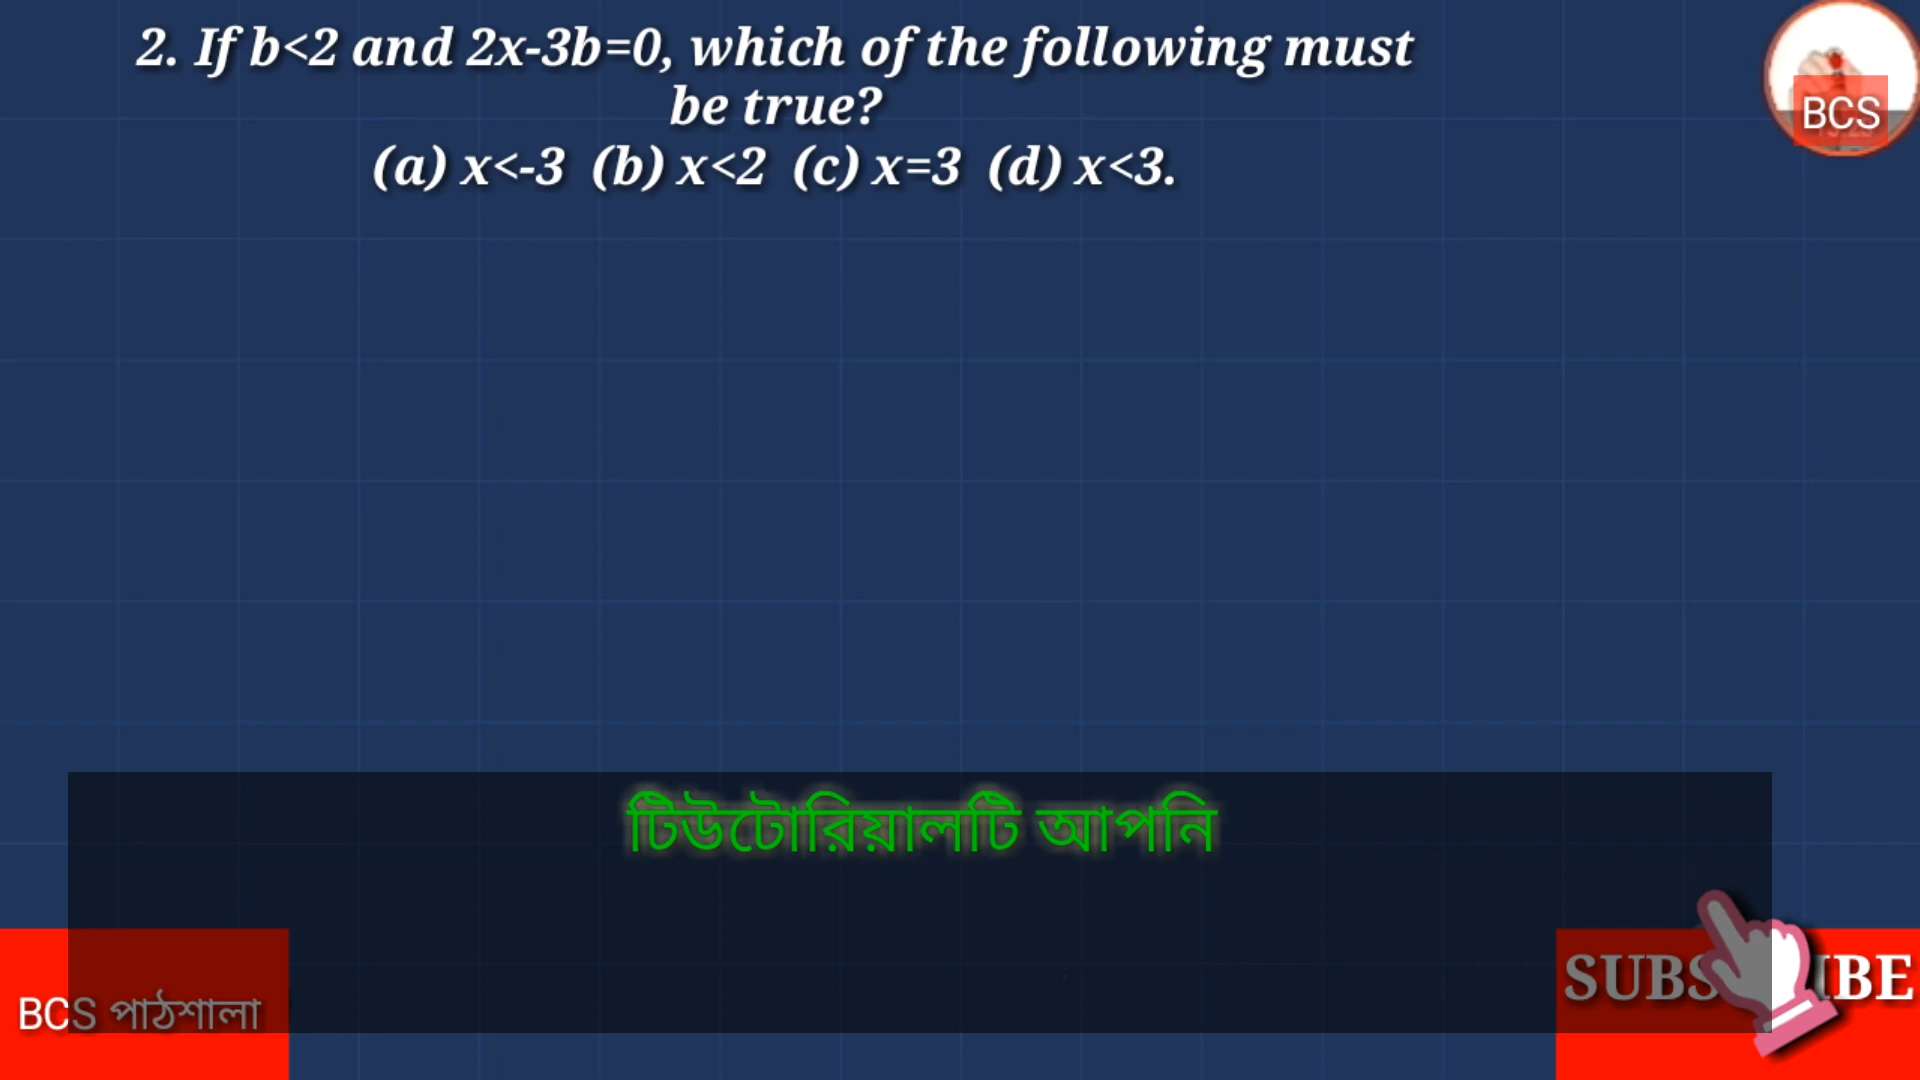 2. If b<2 and 2x-3b=0, which of the following must
be true?
(a) x<-3 (b) x<2 (c) x=3 (d) x<3.
BCS
টিউটোরিয়ালটি আপনি
BCS পাঠশালা